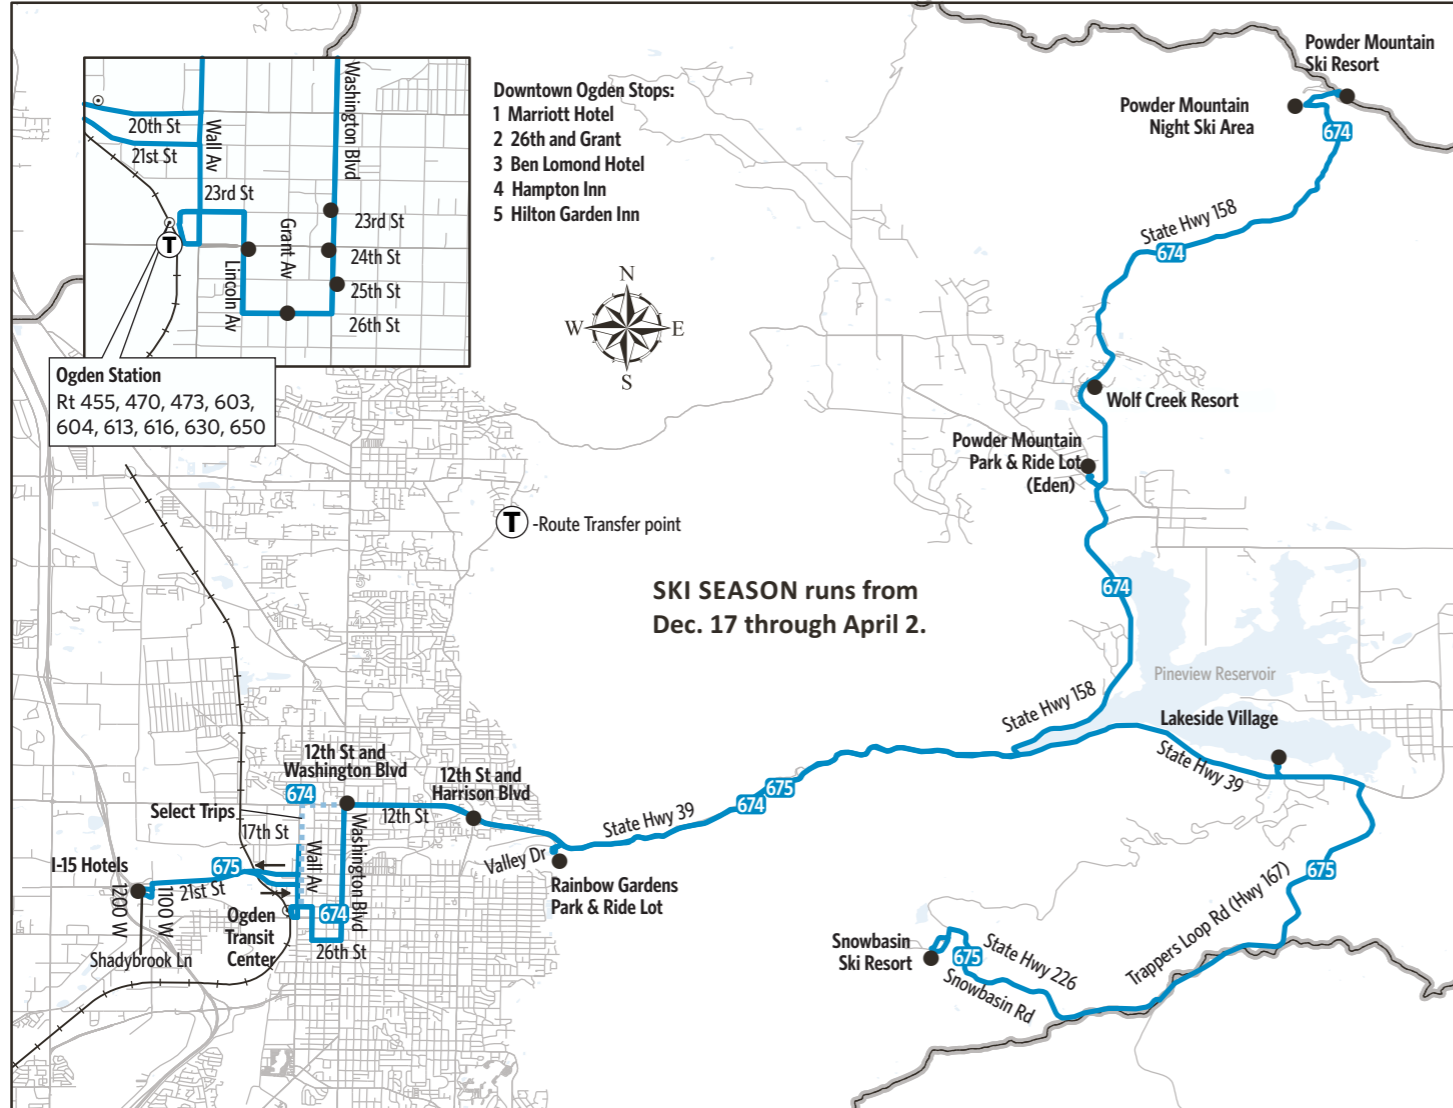 Powder Mountain
Ski Resort
Powder Mountain
Night Ski Area
674
Downtown Ogden Stops:
1 Marriott Hotel
2 26th and Grant
3 Ben Lomond Hotel
4 Hampton Inn
5 Hilton Garden Inn
20th St
21st St
Wall Av
Washington Blvd
23rd St
23rd St
Grant Av
24th St
T
25th St
Lincoln Av
26th St
Ogden Station
Rt 455, 470, 473, 603,
604, 613, 616, 630, 650
N
W
E
S
State Hwy 158
674
Wolf Creek Resort
Powder Mountain
Park & Ride Lot
(Eden)
T -Route Transfer point
SKI SEASON runs from
Dec. 17 through April 2.
674
Pineview Reservoir
State Hwy 158
Lakeside Village
State Hwy 39
12th St and
Washington Blvd
12th St and
Harrison Blvd
674
Select Trips
12th St
17th St
State Hwy 39
674
675
Wall Av
Washington Blvd
Valley Dr
Rainbow Gardens
Park & Ride Lot
I-15 Hotels
675
21st St
1200 W
1100 W
Shadybrook Ln
Ogden
Transit
Center
674
26th St
675
Trappers Loop Rd (Hwy 167)
Snowbasin
Ski Resort
675
State Hwy 226
Snowbasin Rd